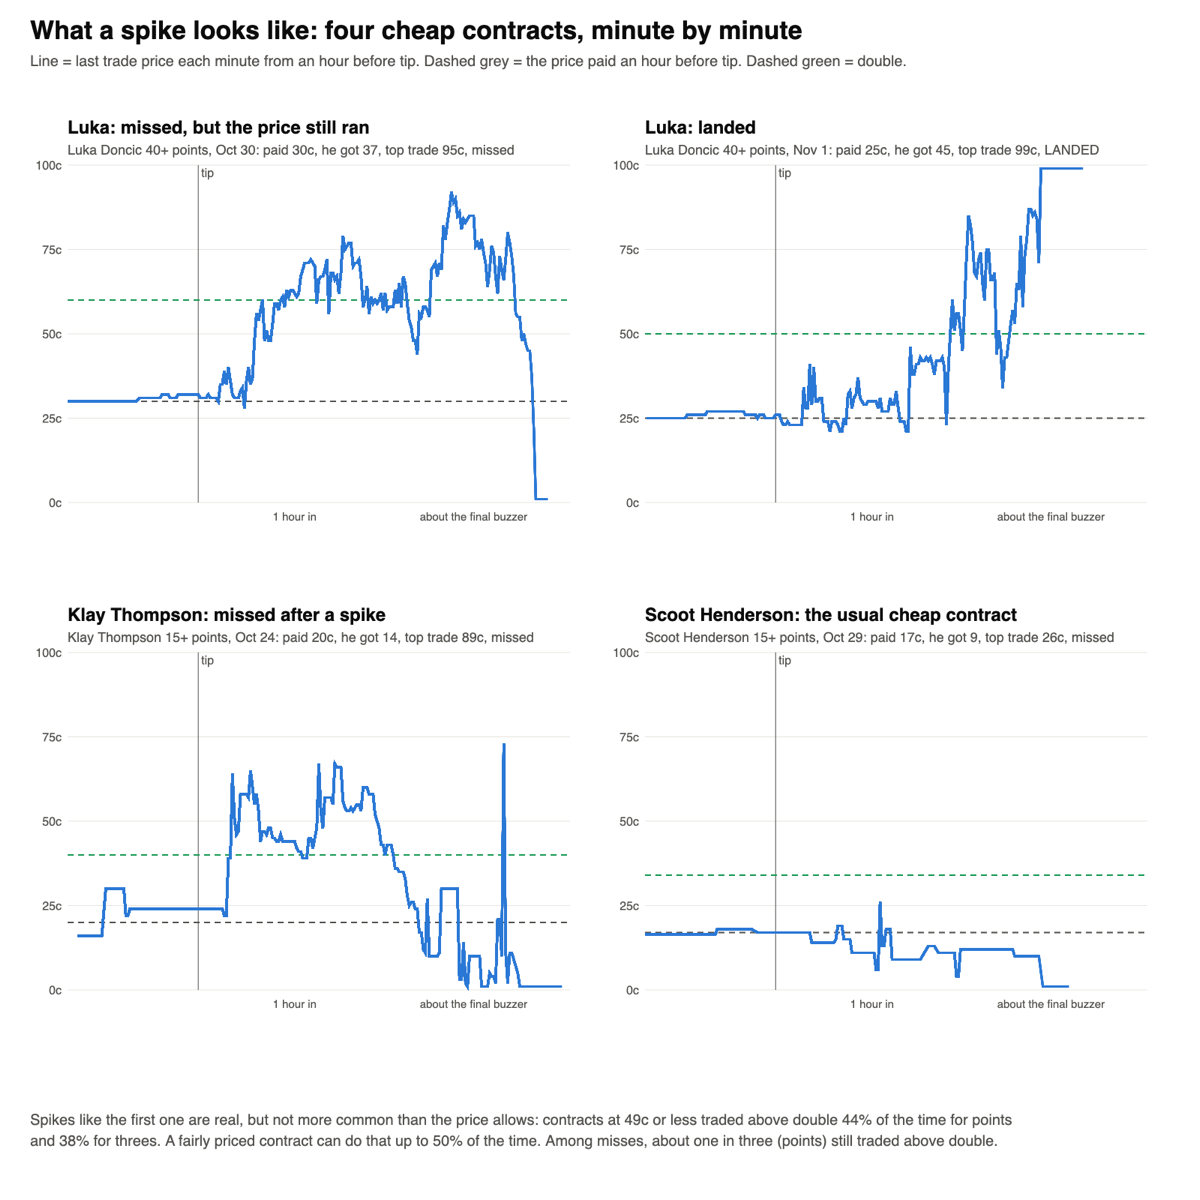 What a spike looks like: four cheap contracts, minute by minute
Line = last trade price each minute from an hour before tip. Dashed grey = the price paid an hour before tip. Dashed green = double.
Luka: missed, but the price still ran
Luka Doncic 40+ points, Oct 30: paid 30c, he got 37, top trade 95c, missed
100c
tip
75c
50c
25c
0c
1 hour in
about the final buzzer
Luka: landed
Luka Doncic 40+ points, Nov 1: paid 25c, he got 45, top trade 99c, LANDED
100c
tip
75c
50c
25c
0c
1 hour in
about the final buzzer
Klay Thompson: missed after a spike
Klay Thompson 15+ points, Oct 24: paid 20c, he got 14, top trade 89c, missed
100c
tip
75c
50c
25c
0c
1 hour in
about the final buzzer
Scoot Henderson: the usual cheap contract
Scoot Henderson 15+ points, Oct 29: paid 17c, he got 9, top trade 26c, missed
100c
tip
75c
50c
25c
0c
1 hour in
about the final buzzer
Spikes like the first one are real, but not more common than the price allows: contracts at 49c or less traded above double 44% of the time for points
and 38% for threes. A fairly priced contract can do that up to 50% of the time. Among misses, about one in three (points) still traded above double.